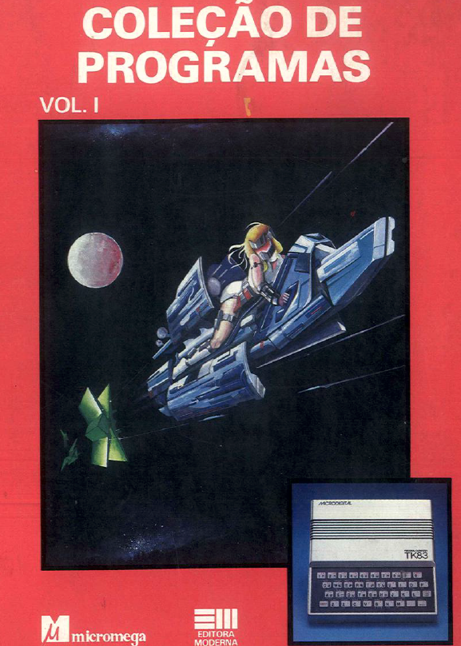 COLEÇÃO DE
PROGRAMAS
VOL. I
MICRODIGITAL
TK83
micromega
EDITORA
MODERNA